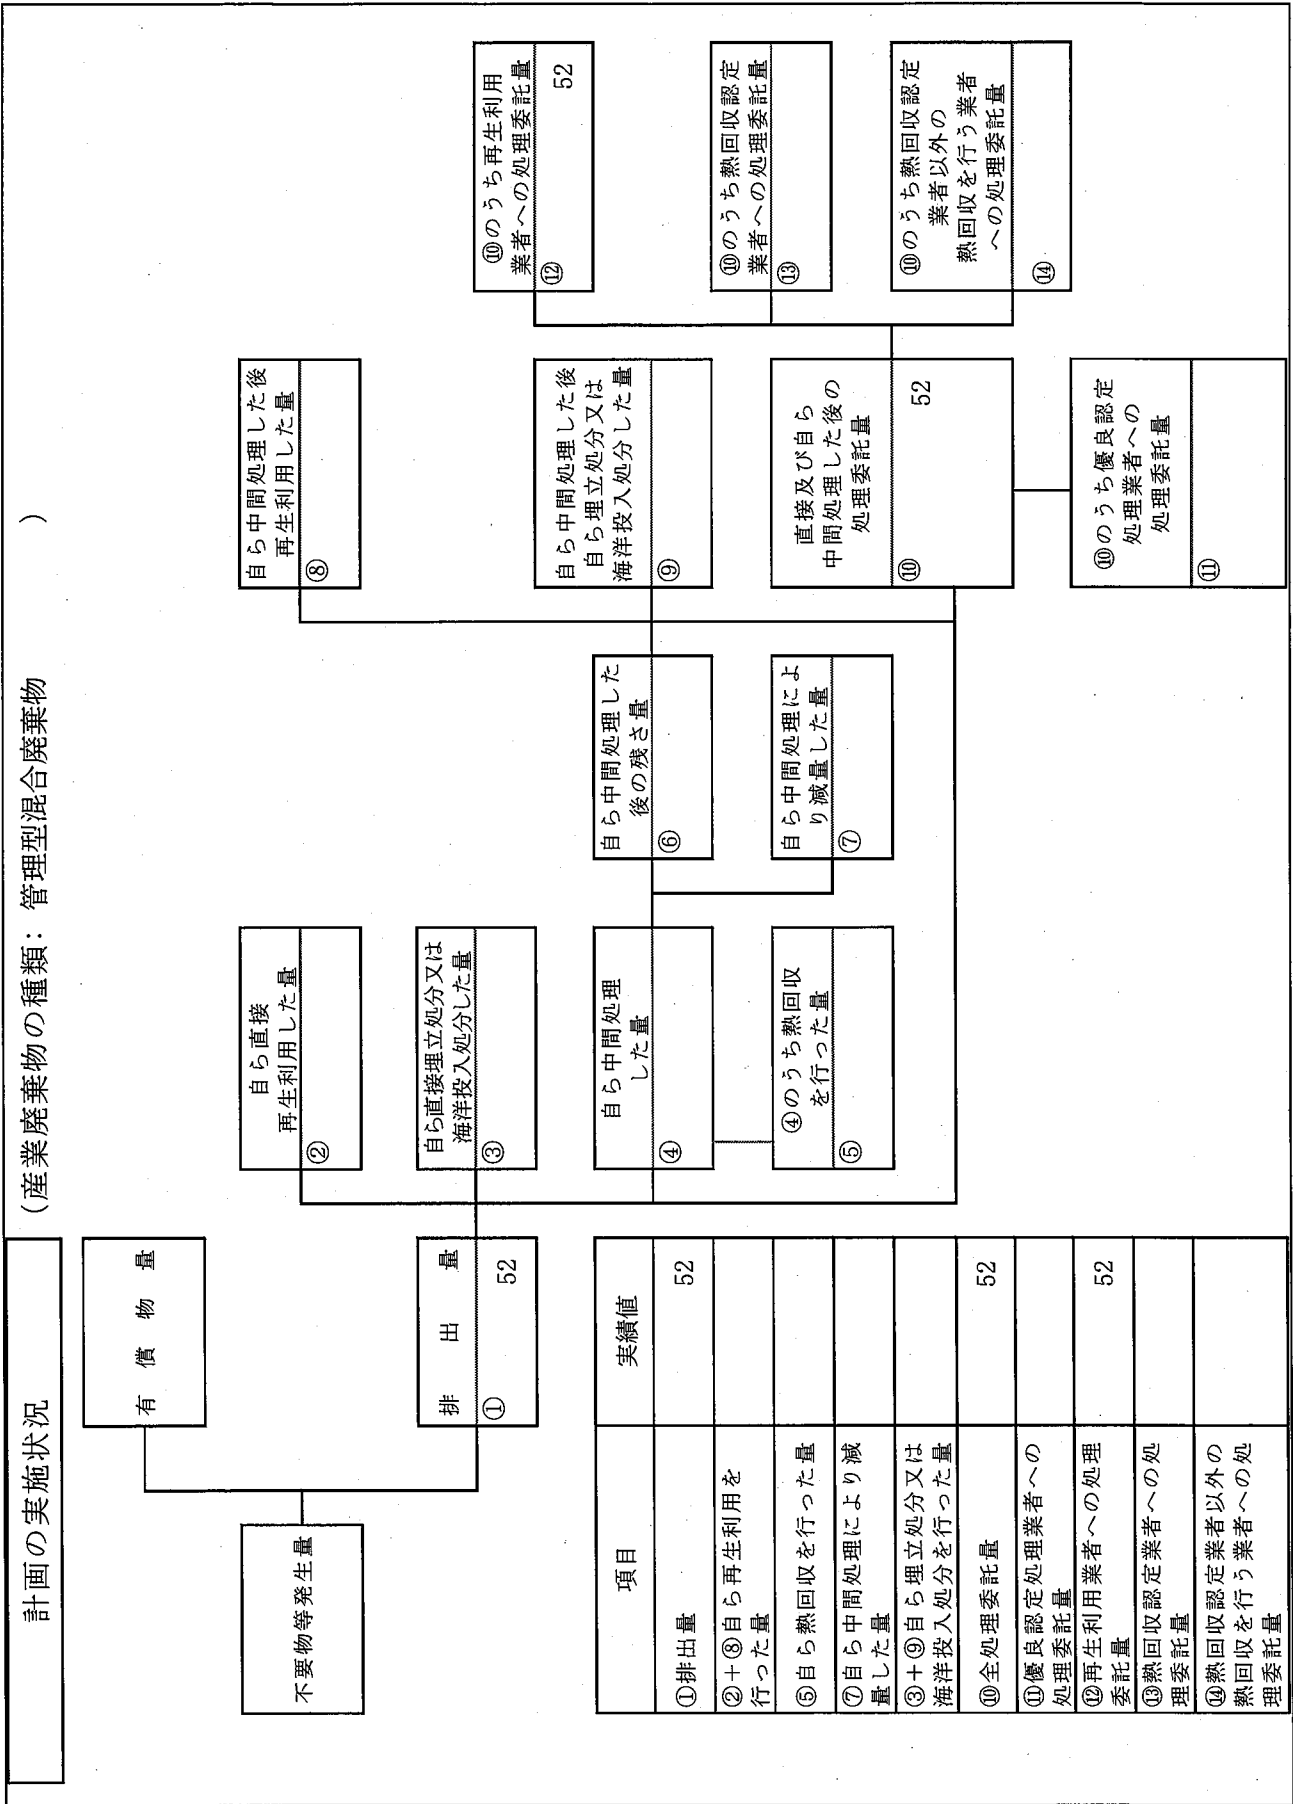 計画の実施状況
（産業廃棄物の種類：管理型混合廃棄物　　　）
不要物等発生量
有償物量
排出量
① 52
自ら直接
再生利用した量
②
自ら直接埋立処分又は
海洋投入処分した量
③
自ら中間処理
した量
④
④のうち熱回収
を行った量
⑤
自ら中間処理した
後の残さ量
⑥
自ら中間処理によ
り減量した量
⑦
自ら中間処理した後
再生利用した量
⑧
自ら中間処理した後
自ら埋立処分又は
海洋投入処分した量
⑨
直接及び自ら
中間処理した後の
処理委託量
⑩ 52
⑩のうち優良認定
処理業者への
処理委託量
⑪
⑩のうち再生利用
業者への処理委託量
⑫ 52
⑩のうち熱回収認定
業者への処理委託量
⑬
⑩のうち熱回収認定
業者以外の
熱回収を行う業者
への処理委託量
⑭
項目 実績値
①排出量 52
②＋⑧自ら再生利用を
行った量
⑤自ら熱回収を行った量
⑦自ら中間処理により減
量した量
③＋⑨自ら埋立処分又は
海洋投入処分を行った量
⑩全処理委託量 52
⑪優良認定処理業者への
処理委託量
⑫再生利用業者への処理
委託量 52
⑬熱回収認定業者への処
理委託量
⑭熱回収認定業者以外の
熱回収を行う業者への処
理委託量